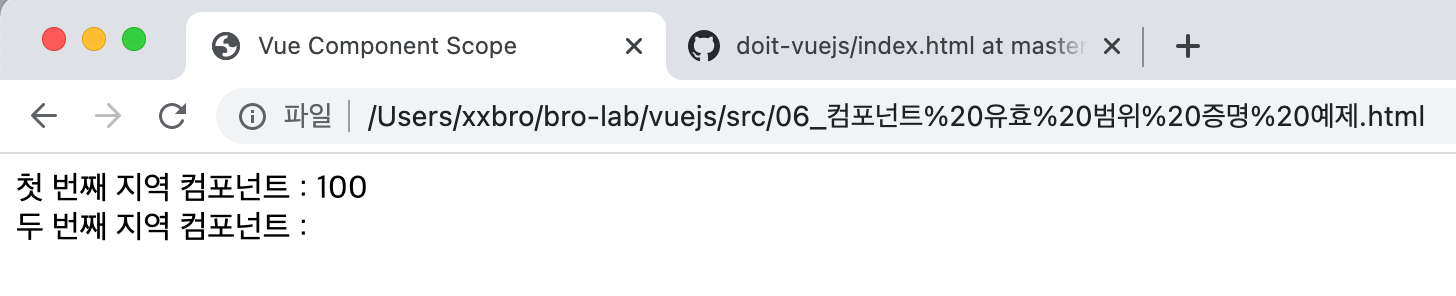 Vue Component Scope
doit-vuejs/index.html at master
파일 /Users/xxbro/bro-lab/vuejs/src/06_컴포넌트%20유효%20범위%20증명%20예제.html
첫 번째 지역 컴포넌트 : 100
두 번째 지역 컴포넌트 :